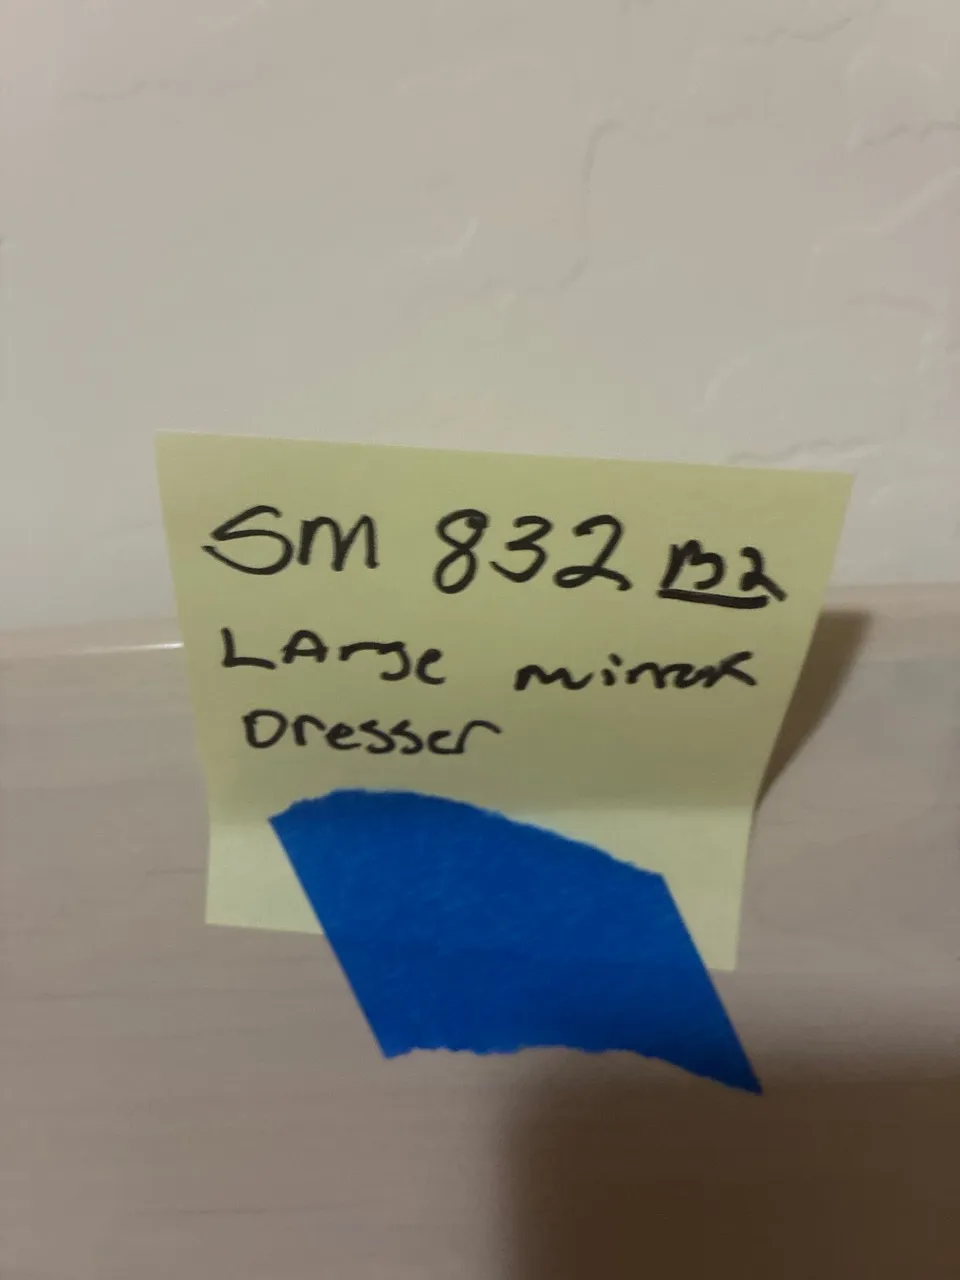 SM 832 B2
LArge mirror
Dresser